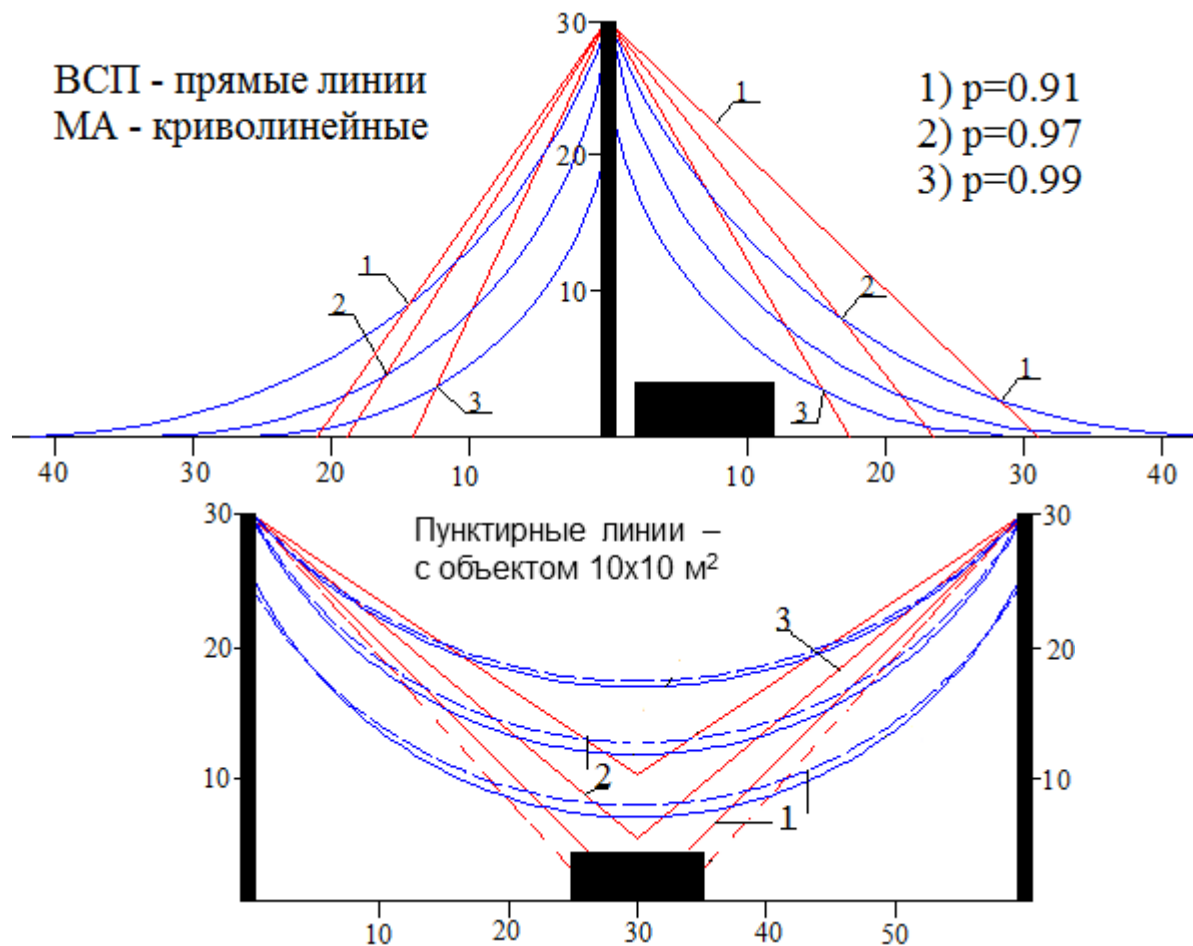 ВСП - прямые линии
МА - криволинейные
1) p=0.91
2) p=0.97
3) p=0.99
30
20
10
1
2
3
1
2
1
3
40 30 20 10 10 20 30 40
Пунктирные линии –
с объектом 10x10 м²
30
20
10
30
20
10
3
2
1
10 20 30 40 50